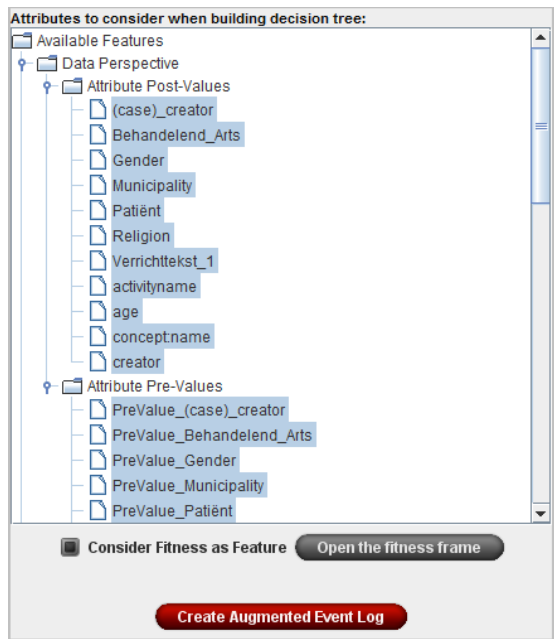 Attributes to consider when building decision tree:
Available Features
Data Perspective
Attribute Post-Values
(case)_creator
Behandelend_Arts
Gender
Municipality
Patiënt
Religion
Verrichttekst_1
activityname
age
concept:name
creator
Attribute Pre-Values
PreValue_(case)_creator
PreValue_Behandelend_Arts
PreValue_Gender
PreValue_Municipality
PreValue_Patiënt
Consider Fitness as Feature Open the fitness frame
Create Augmented Event Log